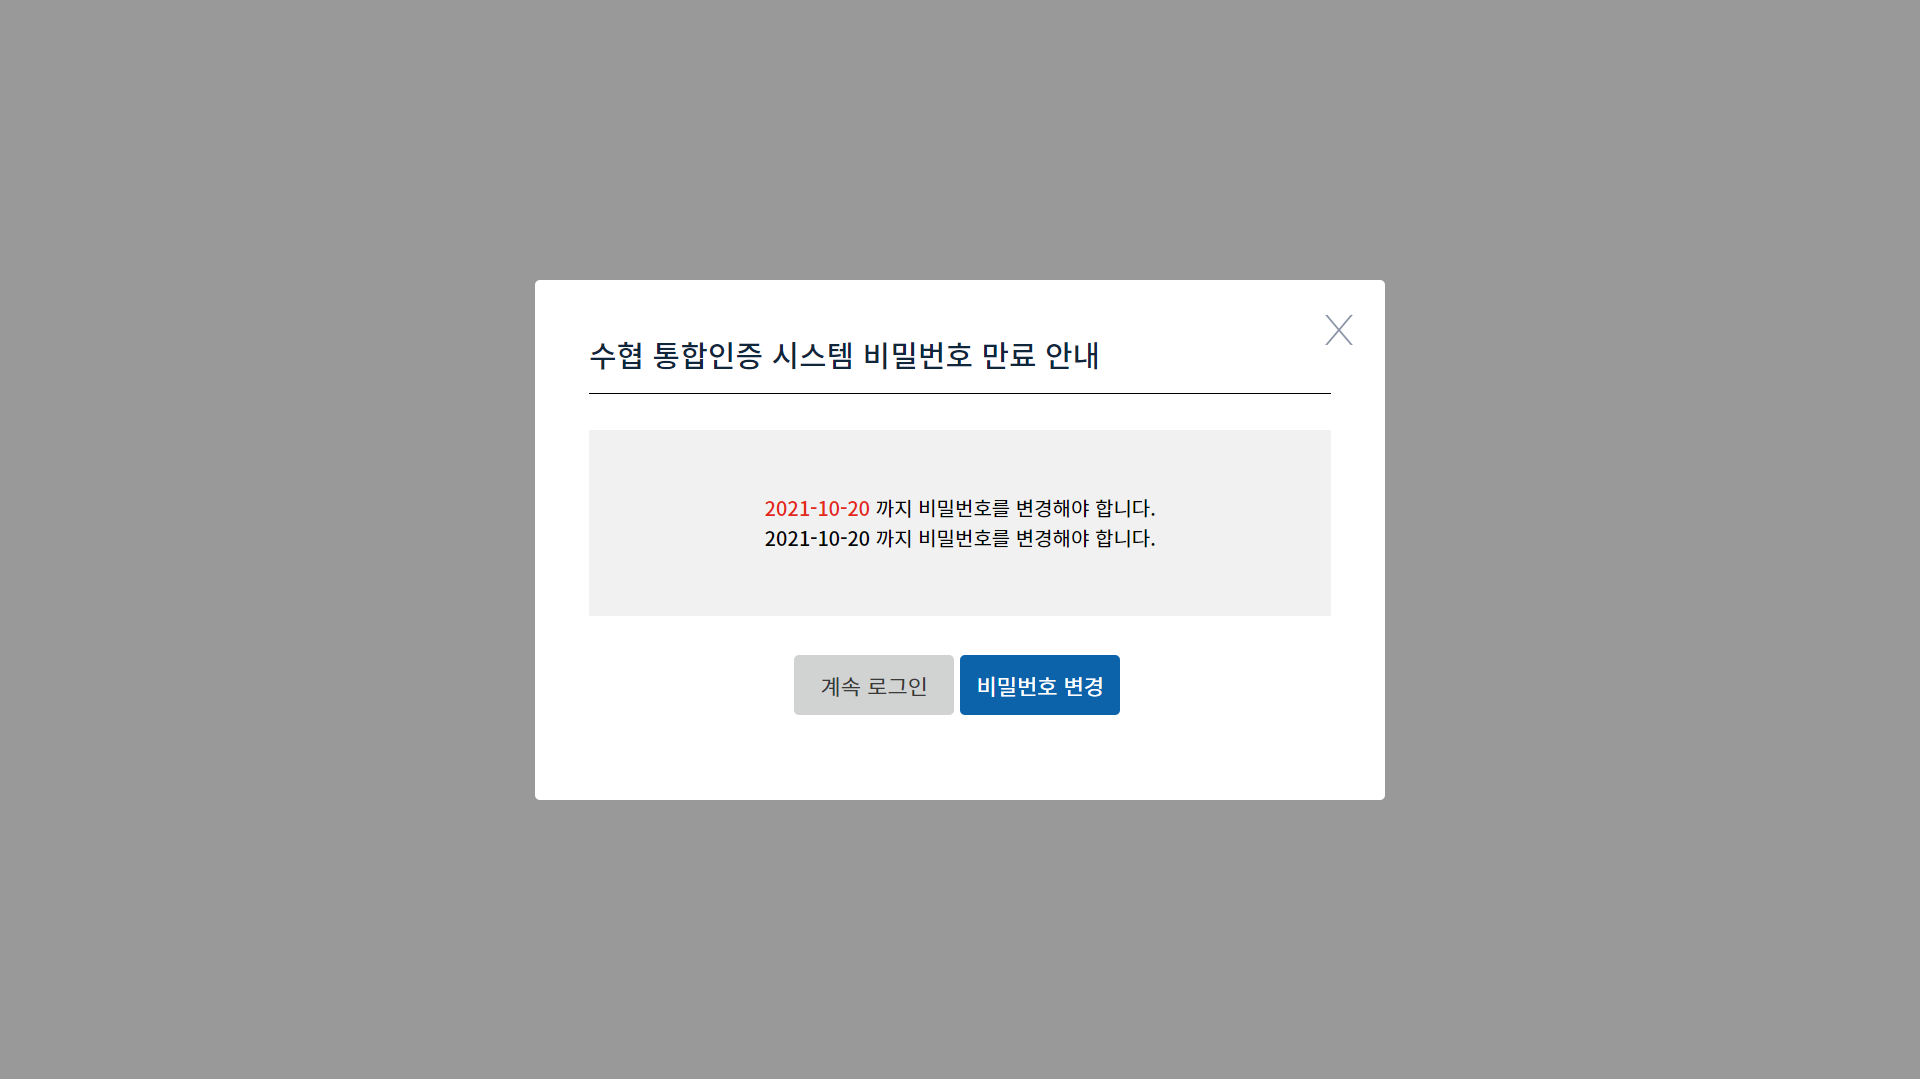 수협 통합인증 시스템 비밀번호 만료 안내
2021-10-20 까지 비밀번호를 변경해야 합니다.
2021-10-20 까지 비밀번호를 변경해야 합니다.
계속 로그인
비밀번호 변경